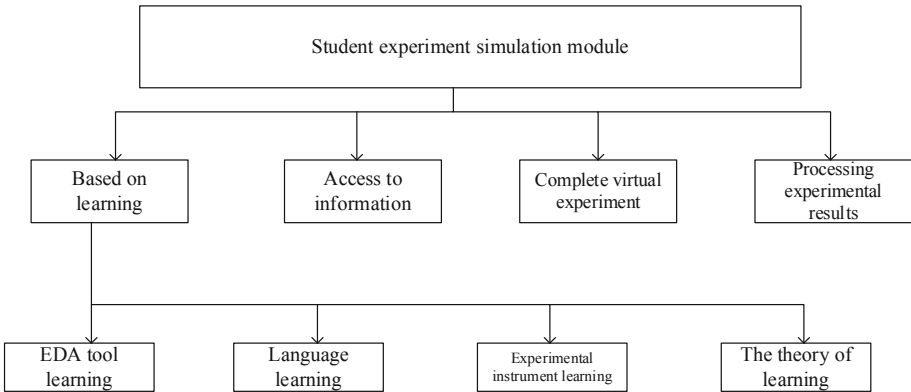 Student experiment simulation module
Based on
learning
Access to
information
Complete virtual
experiment
Processing
experimental
results
EDA tool
learning
Language
learning
Experimental
instrument learning
The theory of
learning